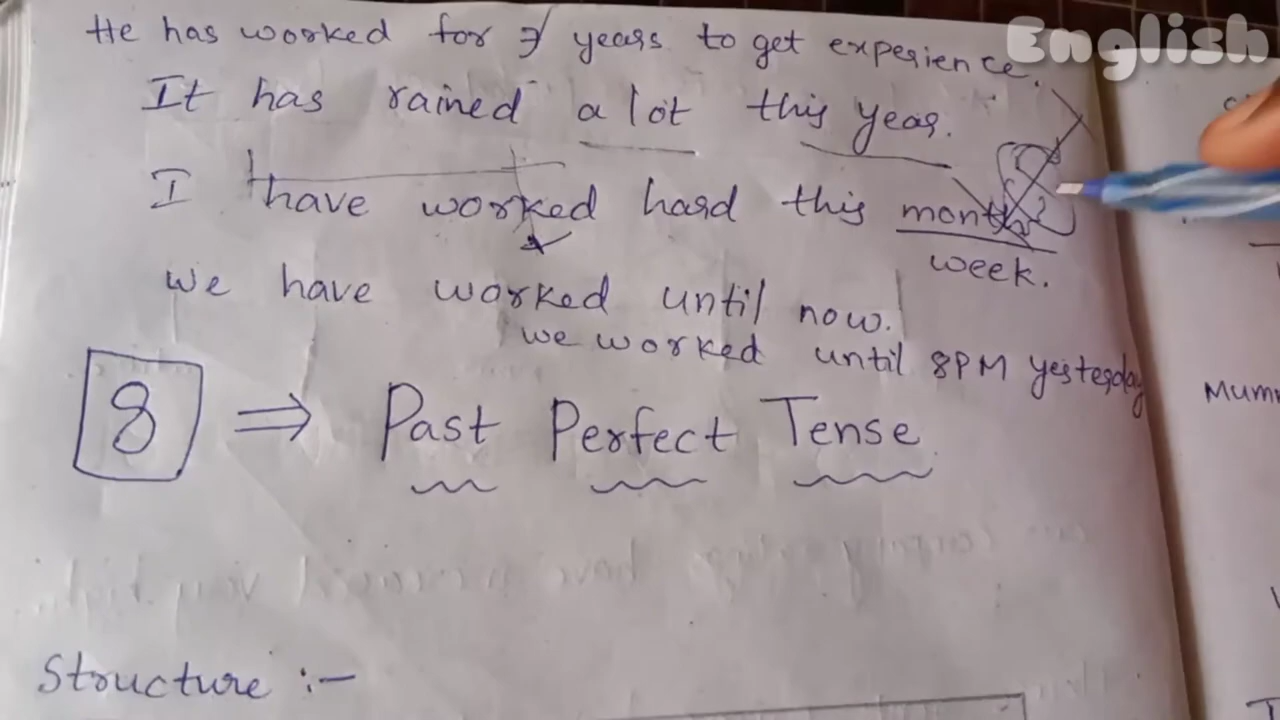 English
He has worked for 7 years to get experience.
It has rained a lot this year.
I have worked hard this month
week.
We have worked until now.
we worked until 8PM yesterday
8 ⇒ Past Perfect Tense
Structure :-
Mum